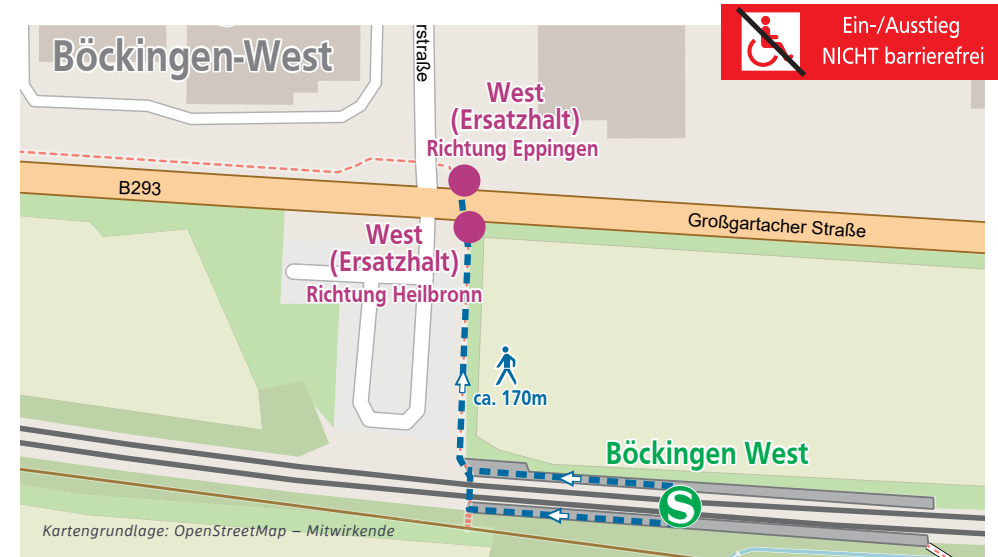 Ein-/Ausstieg
NICHT barrierefrei
Böckingen-West
West
(Ersatzhalt)
Richtung Eppingen
B293
Großgartacher Straße
West
(Ersatzhalt)
Richtung Heilbronn
ca. 170m
Böckingen West
S
Kartengrundlage: OpenStreetMap – Mitwirkende